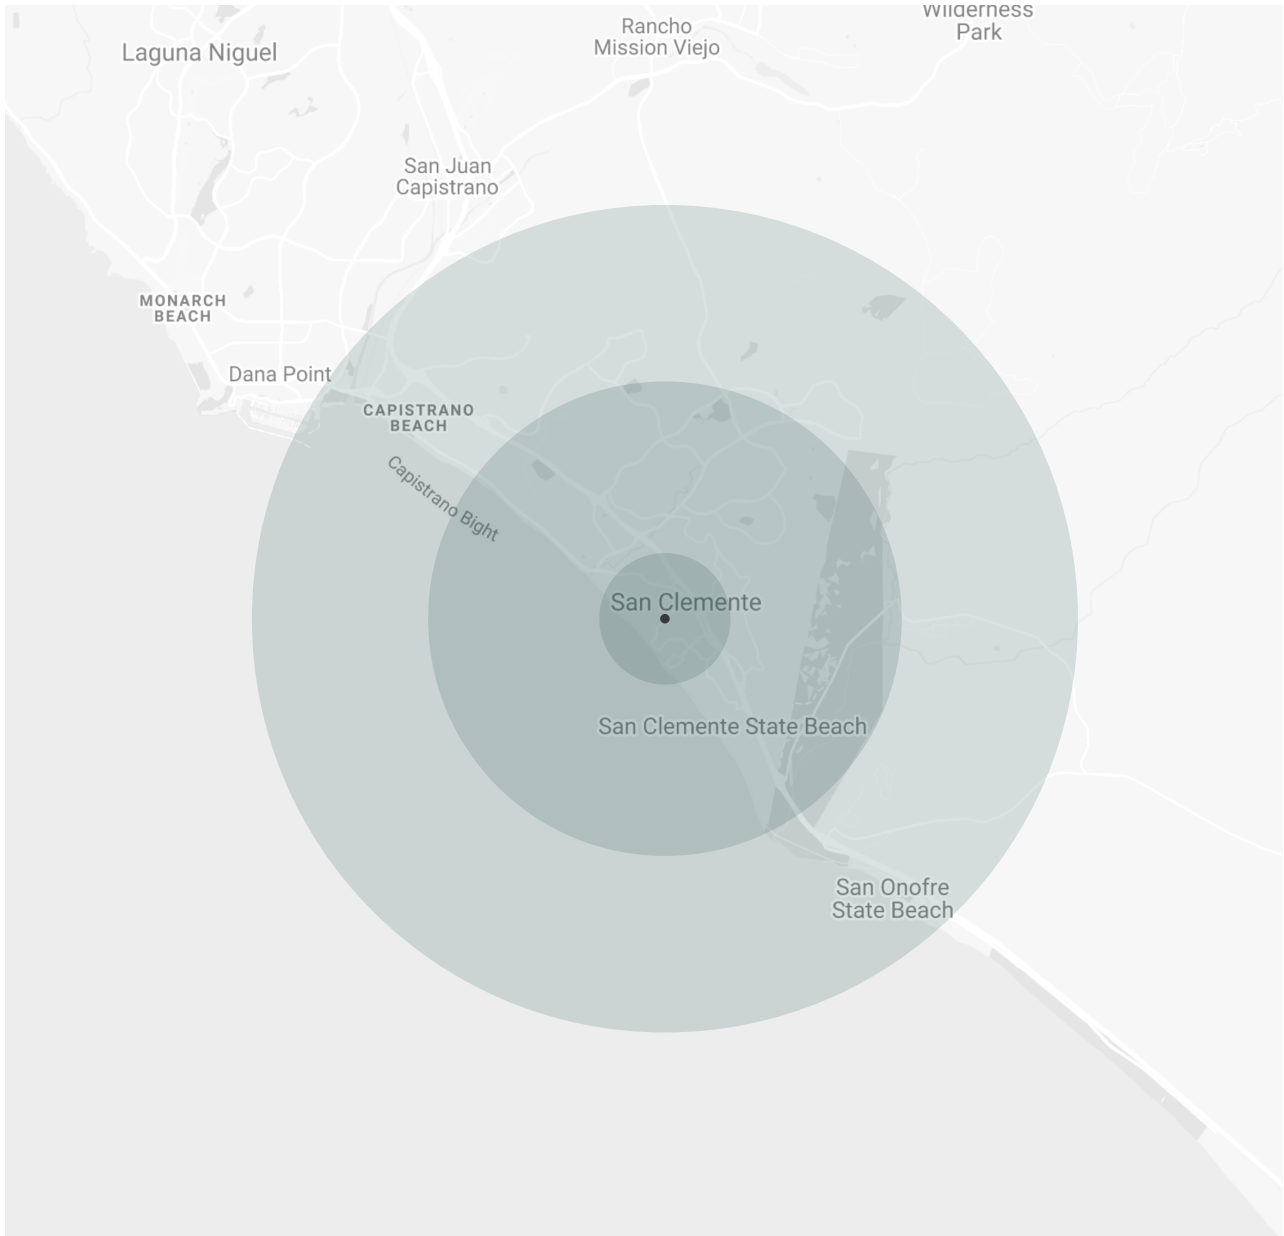 Wilderness
Park
Rancho
Mission Viejo
Laguna Niguel
San Juan
Capistrano
MONARCH
BEACH
Dana Point
CAPISTRANO
BEACH
Capistrano Bight
San Clemente
San Clemente State Beach
San Onofre
State Beach